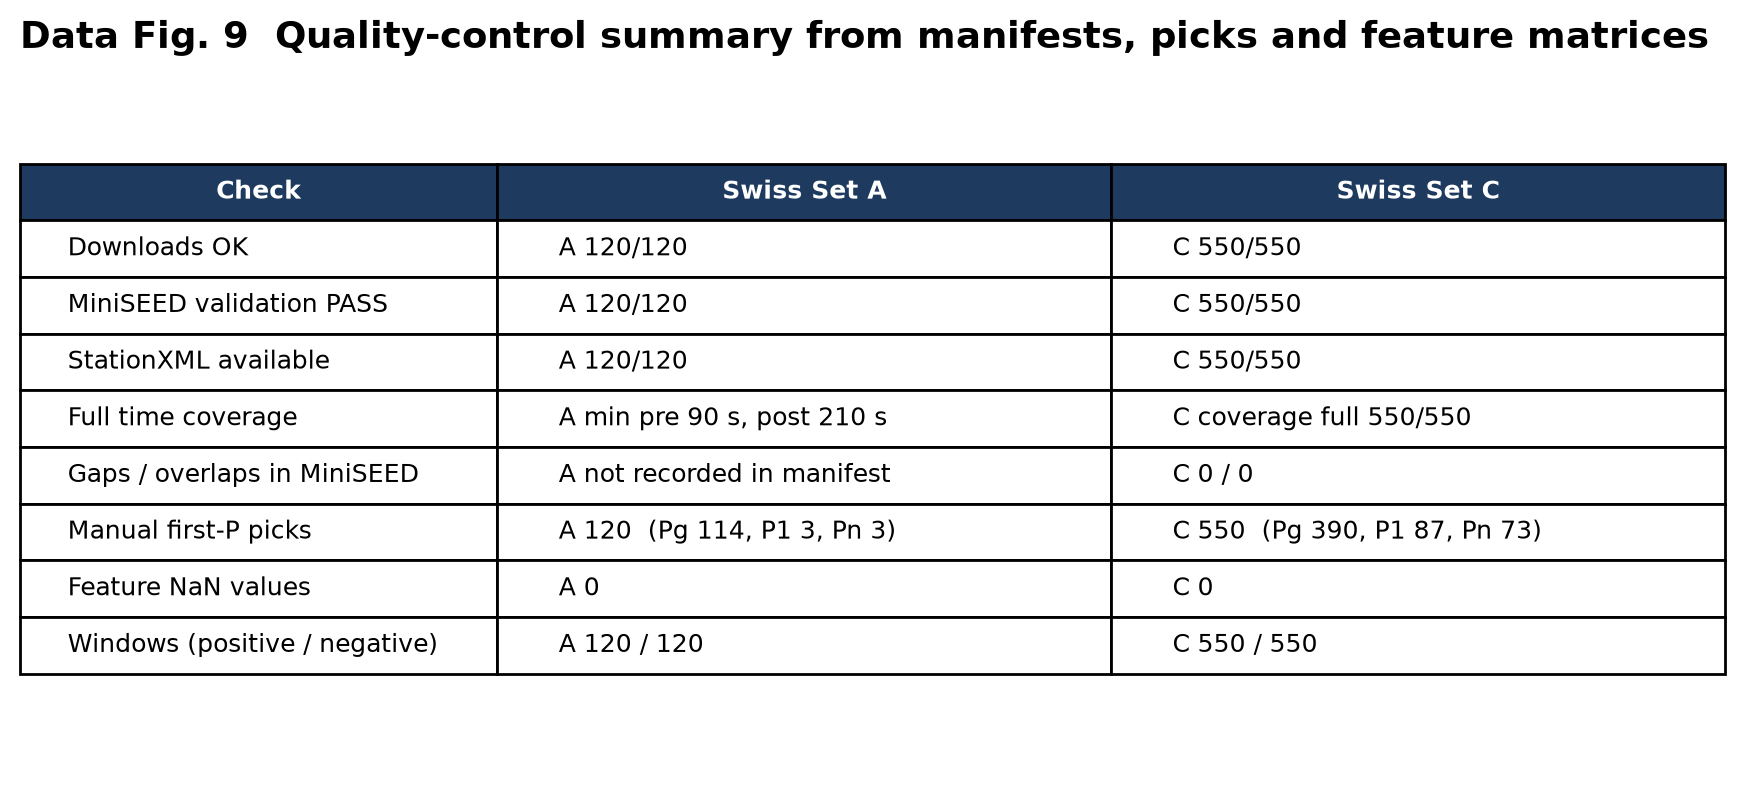 Data Fig. 9  Quality-control summary from manifests, picks and feature matrices
Check Swiss Set A Swiss Set C
Downloads OK A 120/120 C 550/550
MiniSEED validation PASS A 120/120 C 550/550
StationXML available A 120/120 C 550/550
Full time coverage A min pre 90 s, post 210 s C coverage full 550/550
Gaps / overlaps in MiniSEED A not recorded in manifest C 0 / 0
Manual first-P picks A 120  (Pg 114, P1 3, Pn 3) C 550  (Pg 390, P1 87, Pn 73)
Feature NaN values A 0 C 0
Windows (positive / negative) A 120 / 120 C 550 / 550